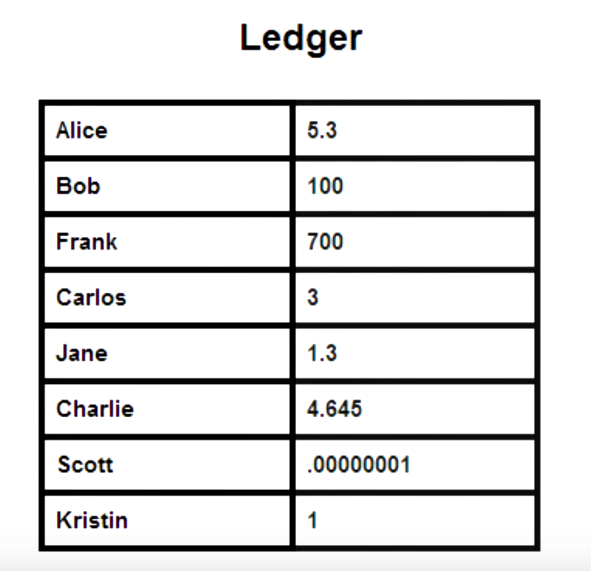 Ledger
Alice 5.3
Bob 100
Frank 700
Carlos 3
Jane 1.3
Charlie 4.645
Scott .00000001
Kristin 1